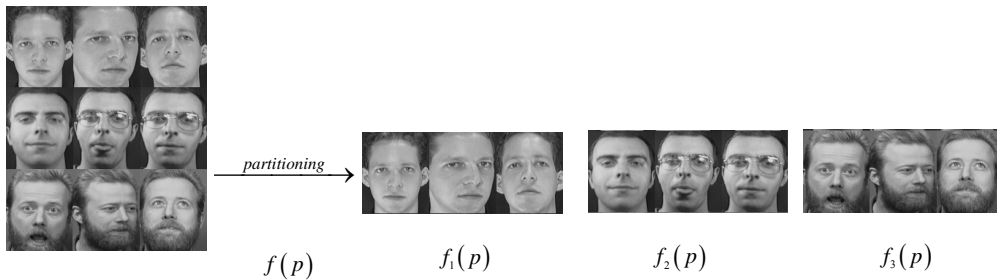 partitioning
f(p)
f₁(p)
f₂(p)
f₃(p)